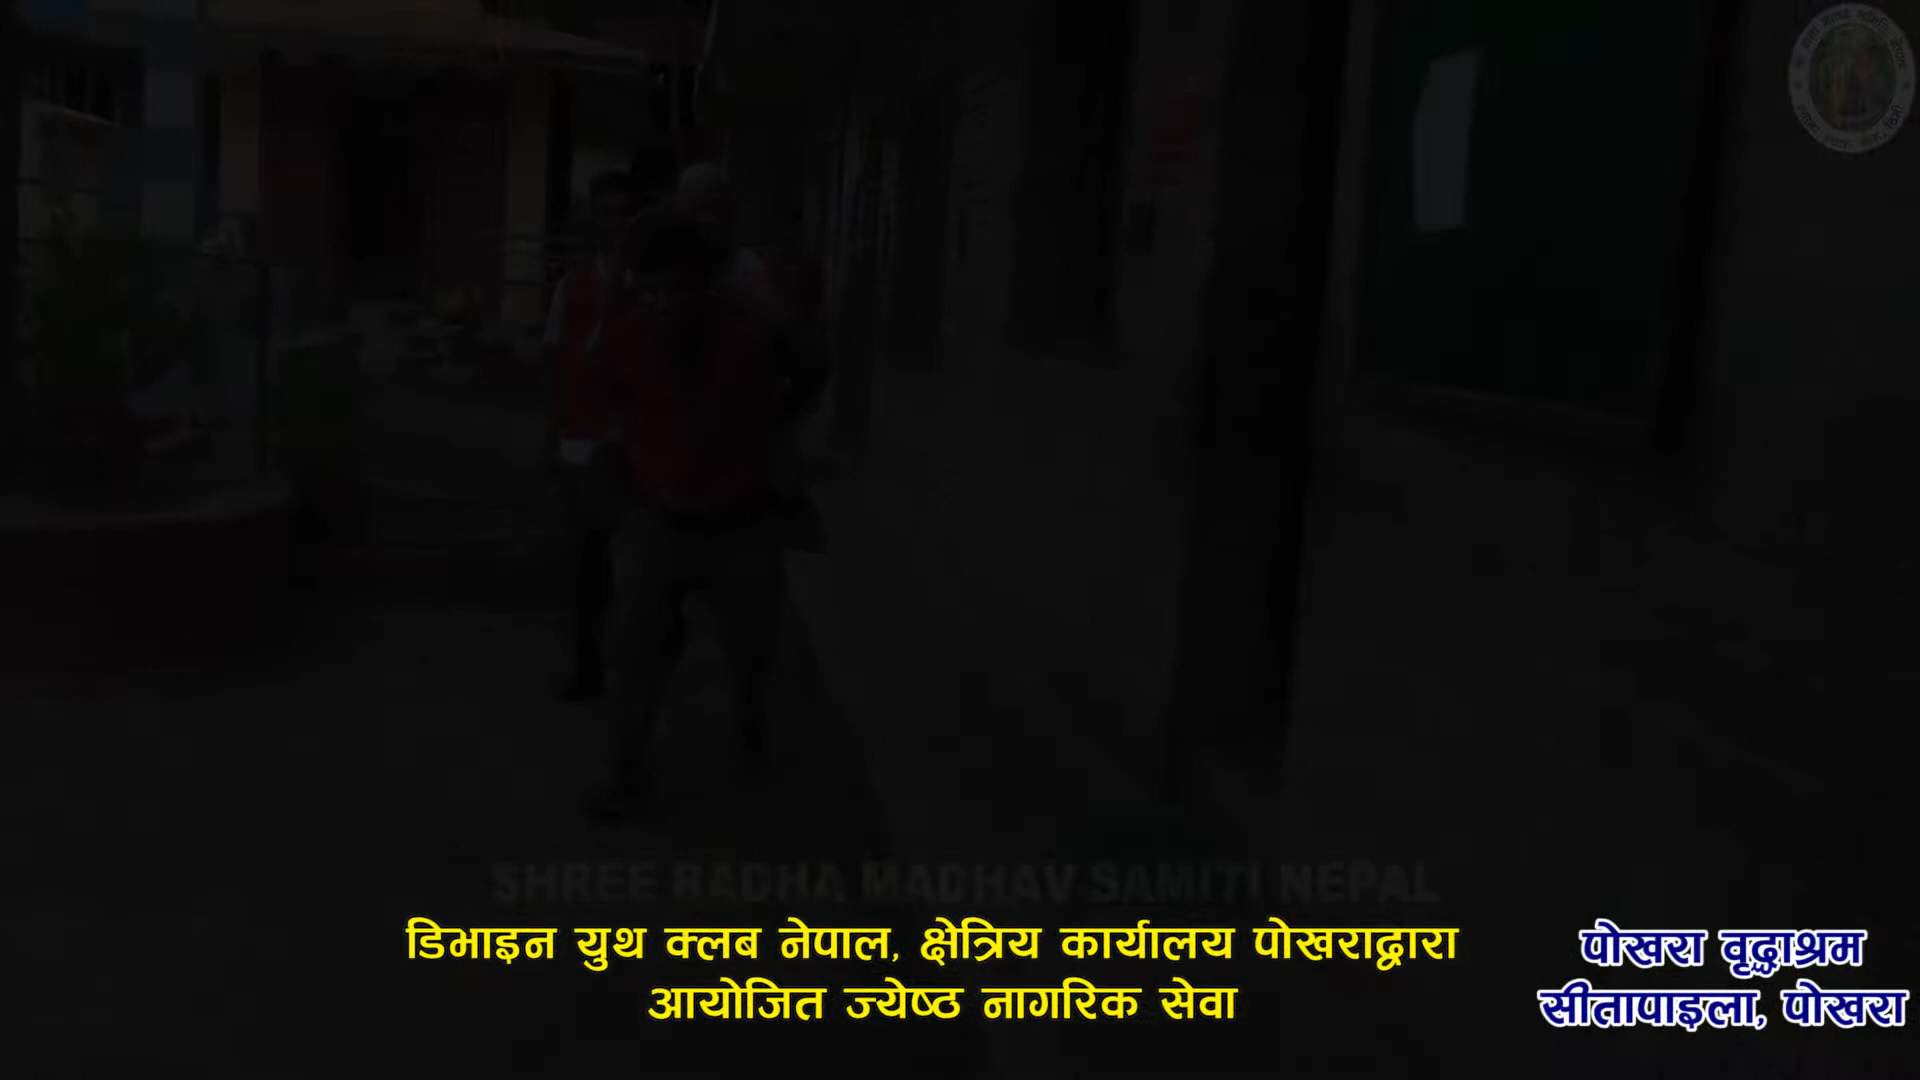 SHREE RADHA MADHAV SAMITI NEPAL
डिभाइन युथ क्लब नेपाल, क्षेत्रिय कार्यालय पोखराद्वारा
आयोजित ज्येष्ठ नागरिक सेवा
पोखरा वृद्धाश्रम
सीतापाइला, पोखरा